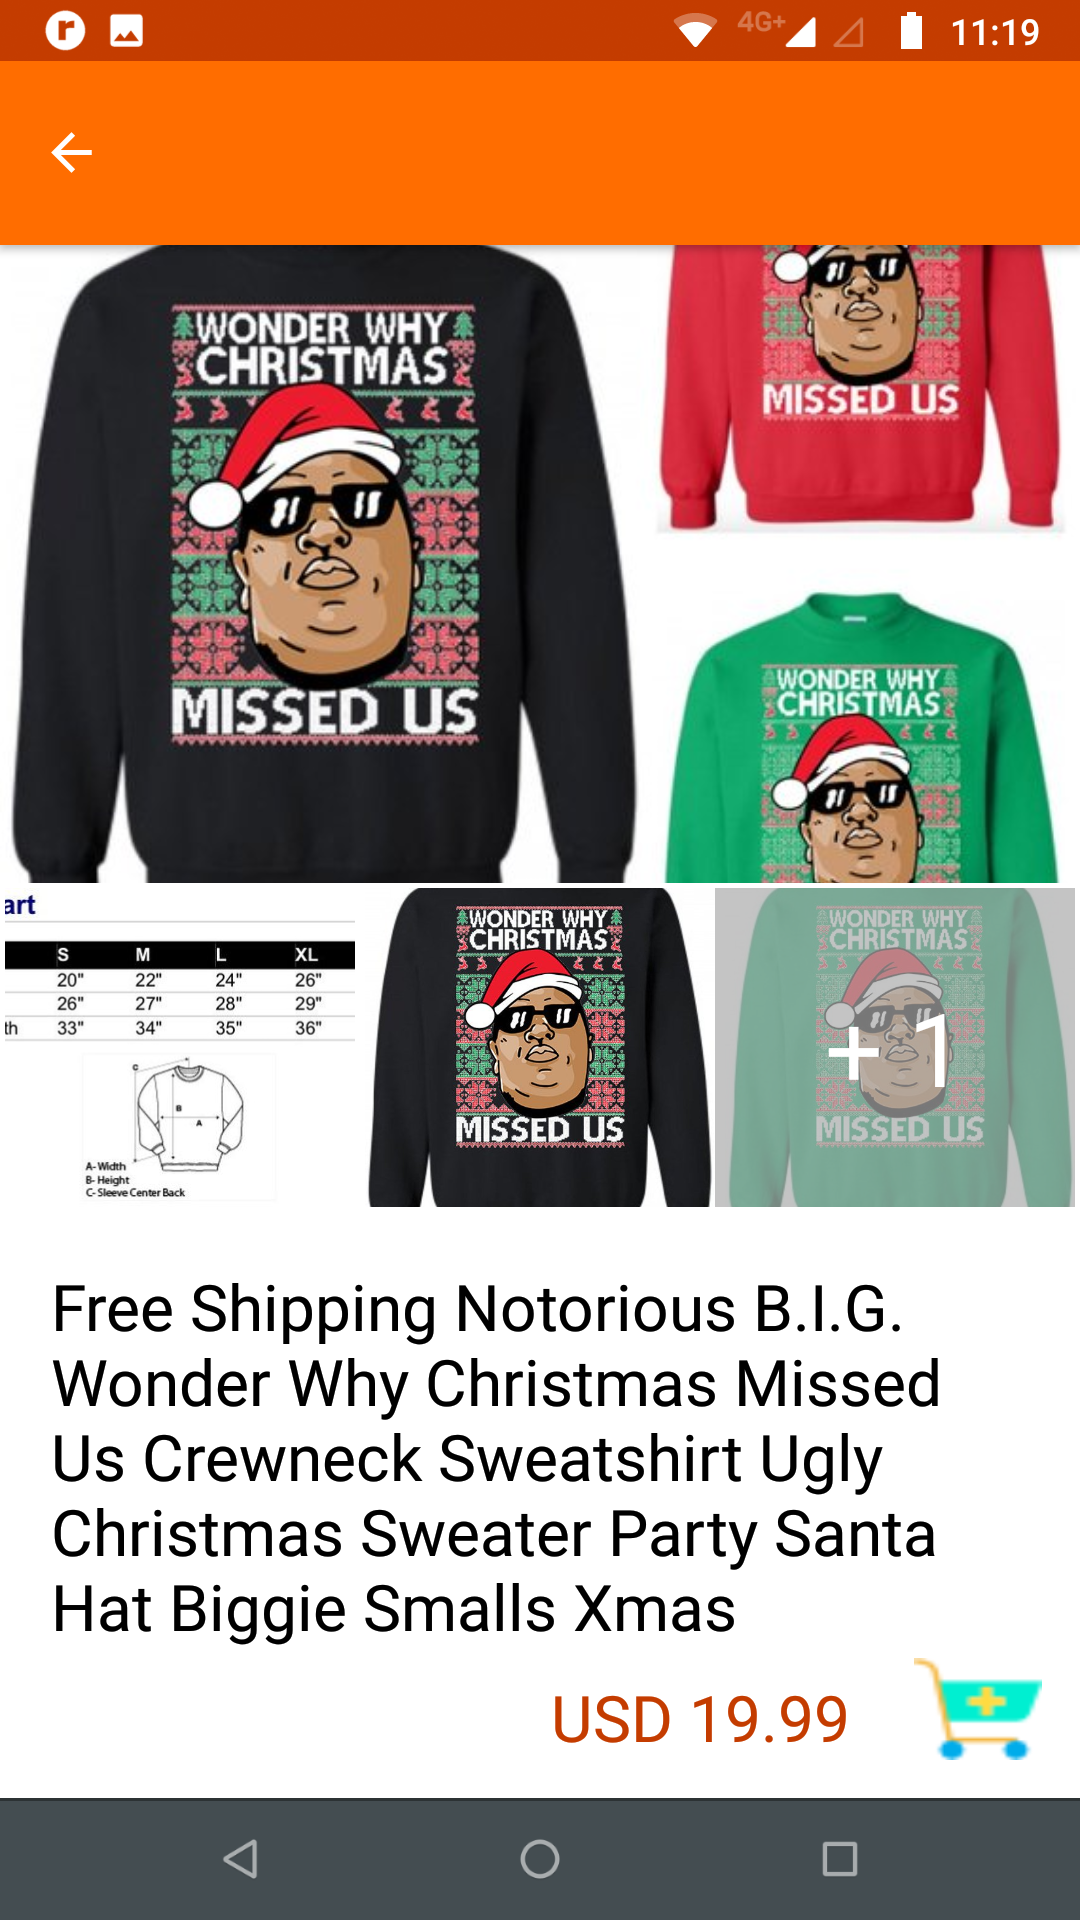 4G+ 11:19
WONDER WHY
CHRISTMAS
MISSED US
MISSED US
WONDER WHY
CHRISTMAS
art
S M L XL
20" 22" 24" 26"
26" 27" 28" 29"
th 33" 34" 35" 36"
C
B
A
A- Width
B- Height
C- Sleeve Center Back
WONDER WHY
CHRISTMAS
MISSED US
WONDER WHY
CHRISTMAS
+1
MISSED US
Free Shipping Notorious B.I.G.
Wonder Why Christmas Missed
Us Crewneck Sweatshirt Ugly
Christmas Sweater Party Santa
Hat Biggie Smalls Xmas
USD 19.99